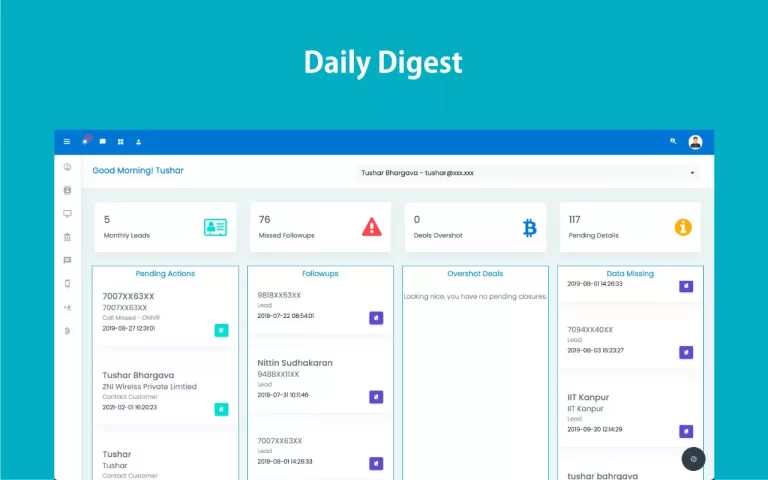 Daily Digest
Good Morning! Tushar
Tushar Bhargava - tushar@xxx.xxx
5
Monthly Leads
76
Missed Followups
0
Deals Overshot
117
Pending Details
Pending Actions
7007XX63XX
7007XX63XX
Call Missed - ONIVR
2019-08-27 12:31:01
Tushar Bhargava
ZNI Wirelss Private Limtied
Contact Customer
2021-02-01 16:20:23
Tushar
Tushar
Contact Customer
Followups
9818XX53XX
Lead
2019-07-22 08:54:01
Nittin Sudhakaran
9488XX11XX
Lead
2019-07-31 10:11:46
7007XX63XX
Lead
2019-08-01 14:26:33
Overshot Deals
Looking nice, you have no pending closures.
Data Missing
2019-08-01 14:26:33
7094XX40XX
Lead
2019-08-03 16:23:27
IIT Kanpur
IIT Kanpur
Lead
2019-09-20 12:14:29
tushar bahrgava